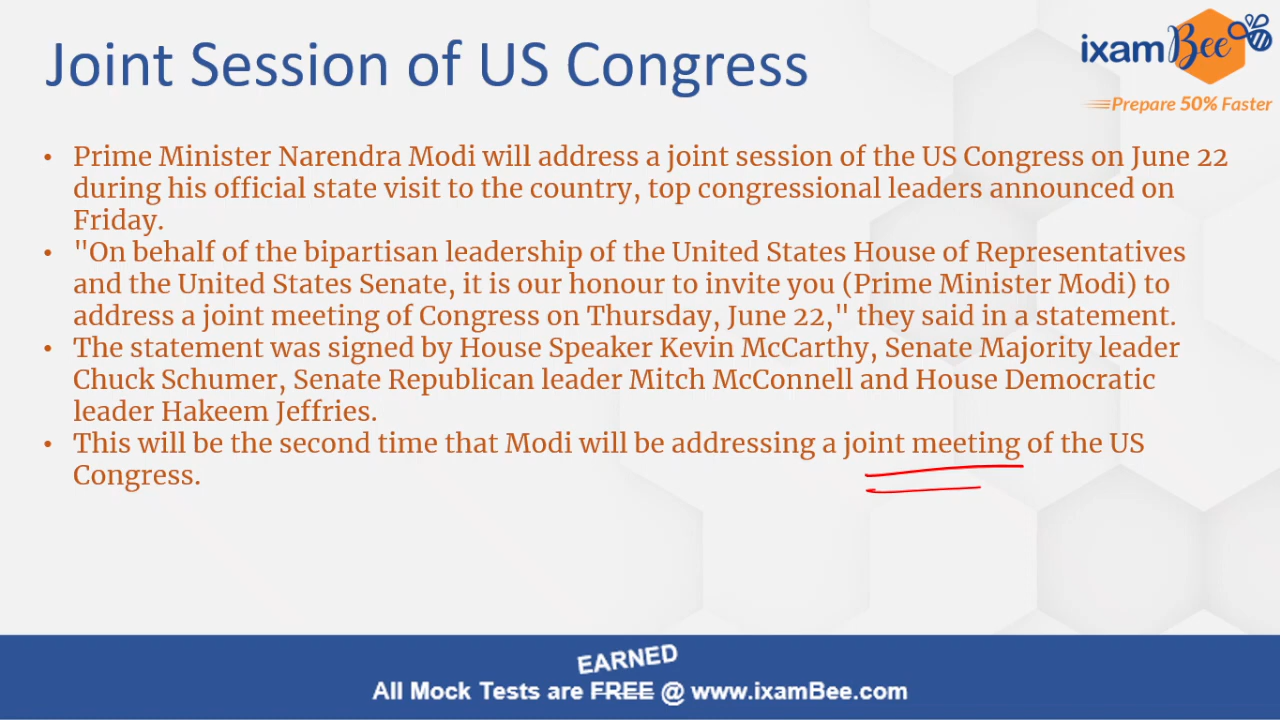 Joint Session of US Congress
ixamBee
Prepare 50% Faster
• Prime Minister Narendra Modi will address a joint session of the US Congress on June 22
during his official state visit to the country, top congressional leaders announced on
Friday.
• "On behalf of the bipartisan leadership of the United States House of Representatives
and the United States Senate, it is our honour to invite you (Prime Minister Modi) to
address a joint meeting of Congress on Thursday, June 22," they said in a statement.
• The statement was signed by House Speaker Kevin McCarthy, Senate Majority leader
Chuck Schumer, Senate Republican leader Mitch McConnell and House Democratic
leader Hakeem Jeffries.
• This will be the second time that Modi will be addressing a joint meeting of the US
Congress.
EARNED
All Mock Tests are FREE @ www.ixamBee.com